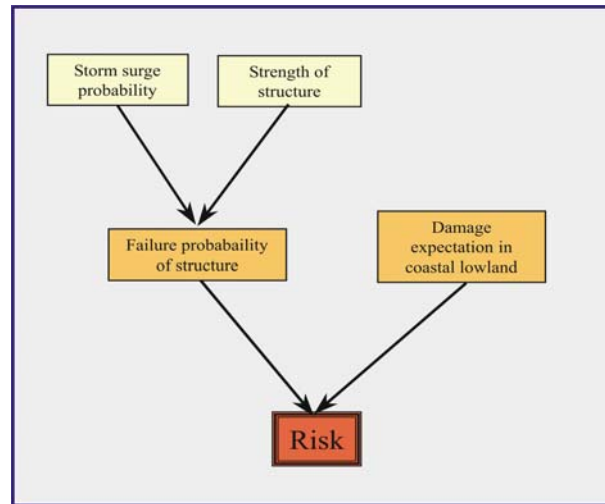 Storm surge
probability
Strength of
structure
Failure probabaility
of structure
Damage
expectation in
coastal lowland
Risk